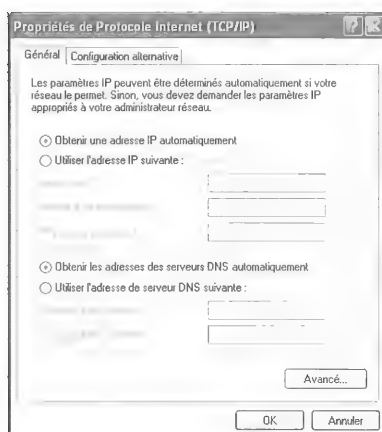 Propriétés de Protocole Internet (TCP/IP)
Général
Configuration alternative
Les paramètres IP peuvent être déterminés automatiquement si votre
réseau le permet. Sinon, vous devez demander les paramètres IP
appropriés à votre administrateur réseau.
Obtenir une adresse IP automatiquement
Utiliser l'adresse IP suivante :
Obtenir les adresses des serveurs DNS automatiquement
Utiliser l'adresse de serveur DNS suivante :
Avancé...
OK
Annuler